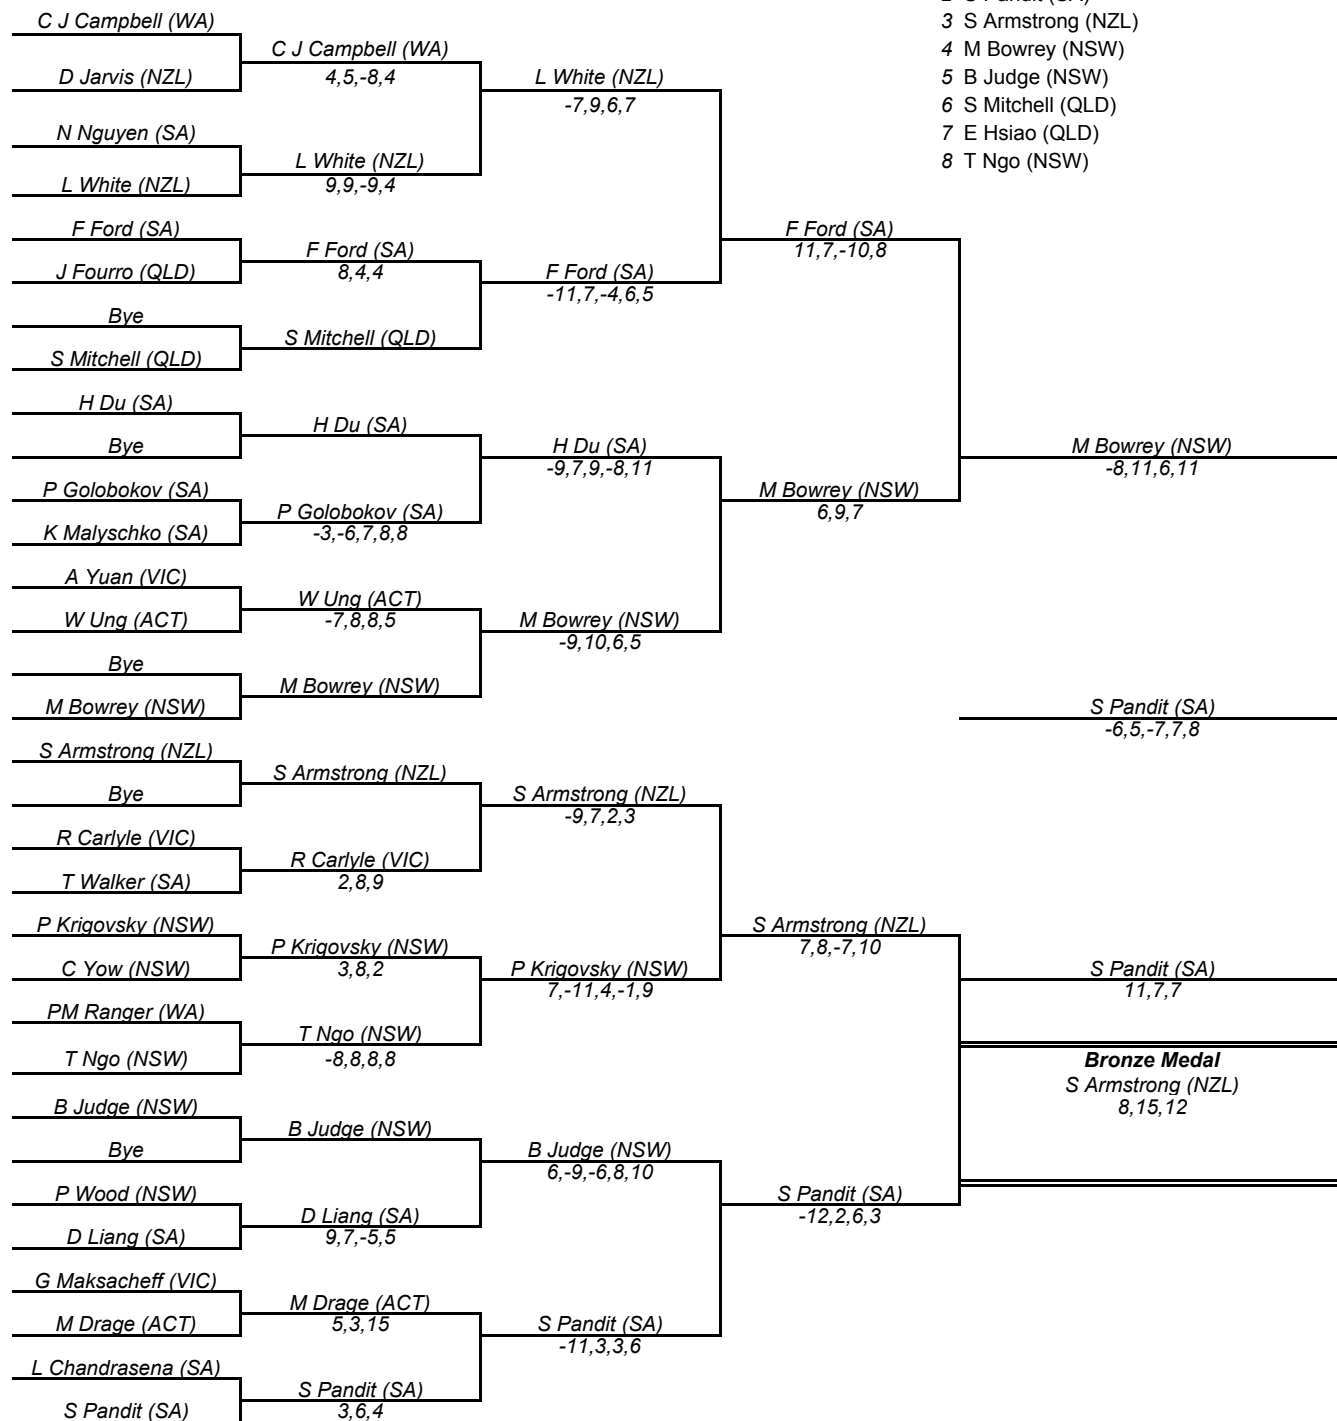 C J Campbell (WA)
D Jarvis (NZL)
N Nguyen (SA)
L White (NZL)
F Ford (SA)
J Fourro (QLD)
Bye
S Mitchell (QLD)
H Du (SA)
Bye
P Golobokov (SA)
K Malyschko (SA)
A Yuan (VIC)
W Ung (ACT)
Bye
M Bowrey (NSW)
S Armstrong (NZL)
Bye
R Carlyle (VIC)
T Walker (SA)
P Krigovsky (NSW)
C Yow (NSW)
PM Ranger (WA)
T Ngo (NSW)
B Judge (NSW)
Bye
P Wood (NSW)
D Liang (SA)
G Maksacheff (VIC)
M Drage (ACT)
L Chandrasena (SA)
S Pandit (SA)
C J Campbell (WA)
4,5,-8,4
L White (NZL)
9,9,-9,4
F Ford (SA)
8,4,4
S Mitchell (QLD)
H Du (SA)
P Golobokov (SA)
-3,-6,7,8,8
W Ung (ACT)
-7,8,8,5
M Bowrey (NSW)
S Armstrong (NZL)
R Carlyle (VIC)
2,8,9
P Krigovsky (NSW)
3,8,2
T Ngo (NSW)
-8,8,8,8
B Judge (NSW)
D Liang (SA)
9,7,-5,5
M Drage (ACT)
5,3,15
S Pandit (SA)
3,6,4
L White (NZL)
-7,9,6,7
F Ford (SA)
-11,7,-4,6,5
H Du (SA)
-9,7,9,-8,11
M Bowrey (NSW)
-9,10,6,5
S Armstrong (NZL)
-9,7,2,3
P Krigovsky (NSW)
7,-11,4,-1,9
B Judge (NSW)
6,-9,-6,8,10
S Pandit (SA)
-11,3,3,6
F Ford (SA)
11,7,-10,8
M Bowrey (NSW)
6,9,7
S Armstrong (NZL)
7,8,-7,10
S Pandit (SA)
-12,2,6,3
3 S Armstrong (NZL)
4 M Bowrey (NSW)
5 B Judge (NSW)
6 S Mitchell (QLD)
7 E Hsiao (QLD)
8 T Ngo (NSW)
M Bowrey (NSW)
-8,11,6,11
S Pandit (SA)
-6,5,-7,7,8
S Pandit (SA)
11,7,7
Bronze Medal
S Armstrong (NZL)
8,15,12